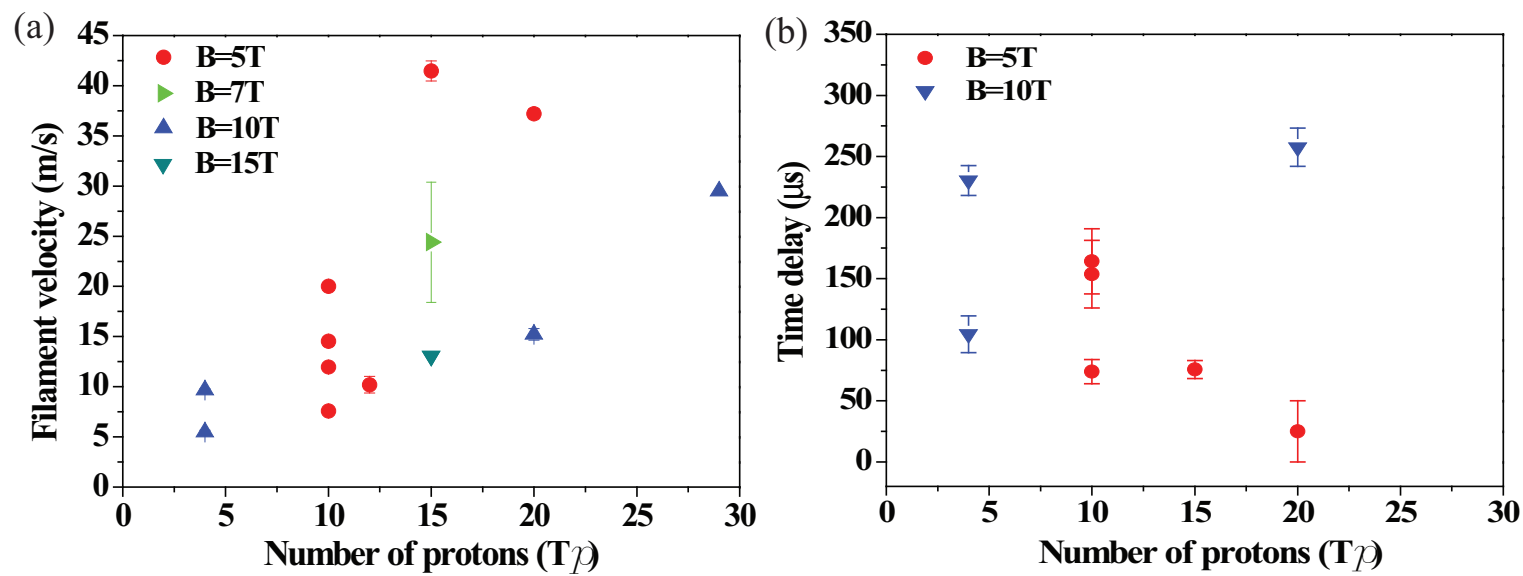 (a)
45
40
35
30
25
20
15
10
5
0
Filament velocity (m/s)
B=5T
B=7T
B=10T
B=15T
0 5 10 15 20 25 30
Number of protons (Tp)
(b)
350
300
250
200
150
100
50
0
Time delay (μs)
B=5T
B=10T
0 5 10 15 20 25 30
Number of protons (Tp)